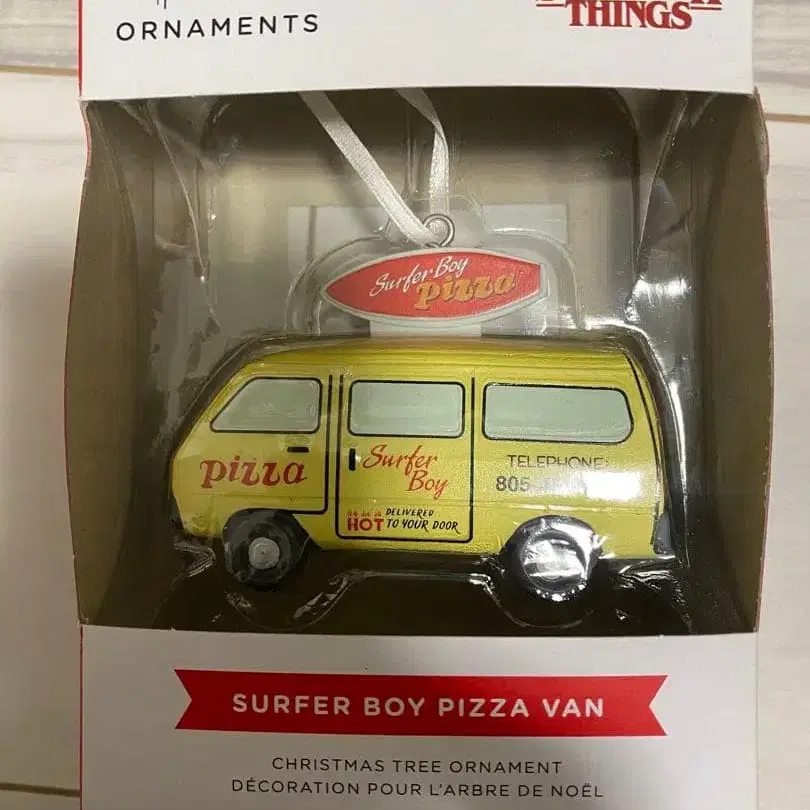 ORNAMENTS
THINGS
Surfer Boy
pizza
pizza
Surfer
Boy
HOT DELIVERED
TO YOUR DOOR
TELEPHONE:
805
SURFER BOY PIZZA VAN
CHRISTMAS TREE ORNAMENT
DÉCORATION POUR L'ARBRE DE NOËL